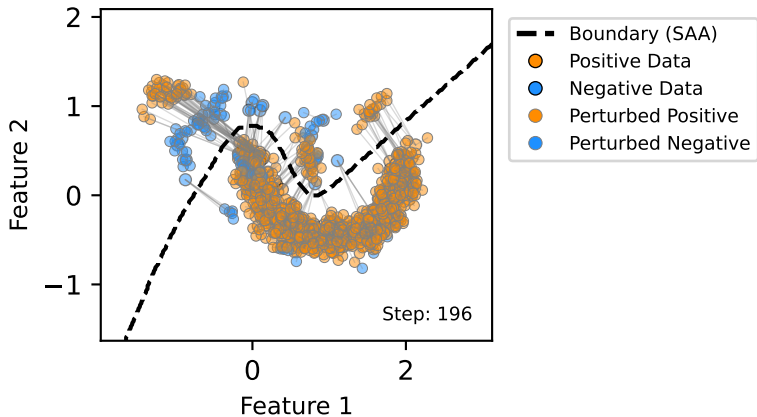 2
1
0
−1
Feature 2
0
2
Feature 1
Step: 196
Boundary (SAA)
Positive Data
Negative Data
Perturbed Positive
Perturbed Negative